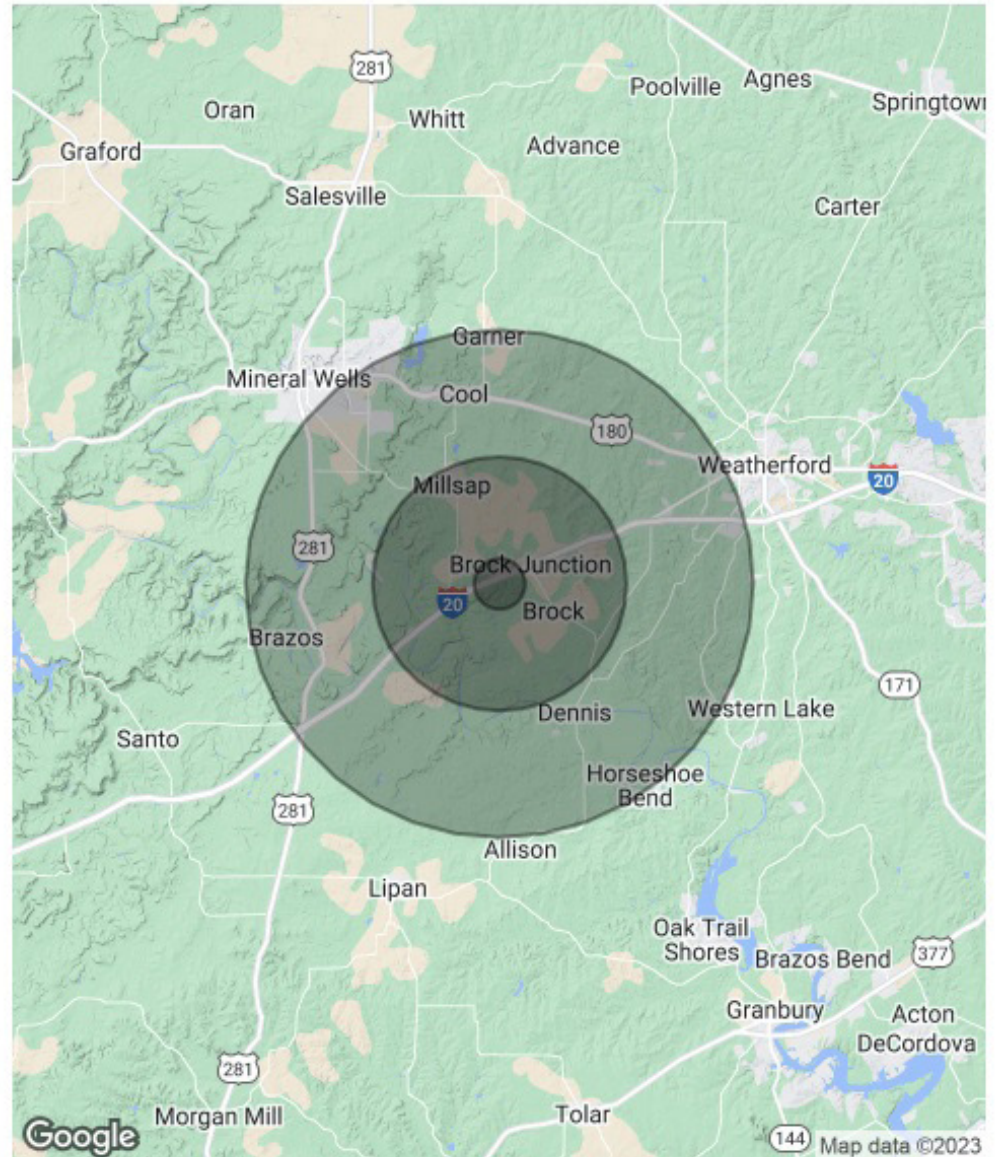 281
Poolville
Agnes
Springtown
Oran
Whitt
Graford
Advance
Salesville
Carter
Garner
Mineral Wells
Cool
180
Weatherford
20
Millsap
281
Brock Junction
20
Brock
Brazos
171
Dennis
Western Lake
Santo
Horseshoe
Bend
281
Allison
Lipan
Oak Trail
Shores
Brazos Bend
377
Granbury
Acton
DeCordova
281
Morgan Mill
Tolar
Google
144
Map data ©2023